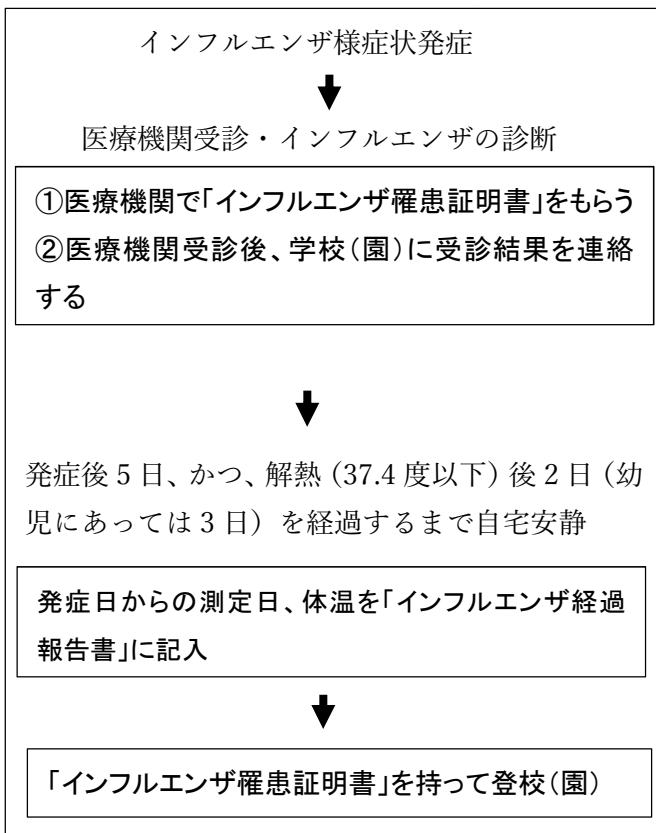 インフルエンザ様症状発症
医療機関受診・インフルエンザの診断
①医療機関で「インフルエンザ罹患証明書」をもらう
②医療機関受診後、学校(園)に受診結果を連絡
する
発症後5日、かつ、解熱(37.4度以下)後2日(幼
児にあっては3日)を経過するまで自宅安静
発症日からの測定日、体温を「インフルエンザ経過
報告書」に記入
「インフルエンザ罹患証明書」を持って登校(園)